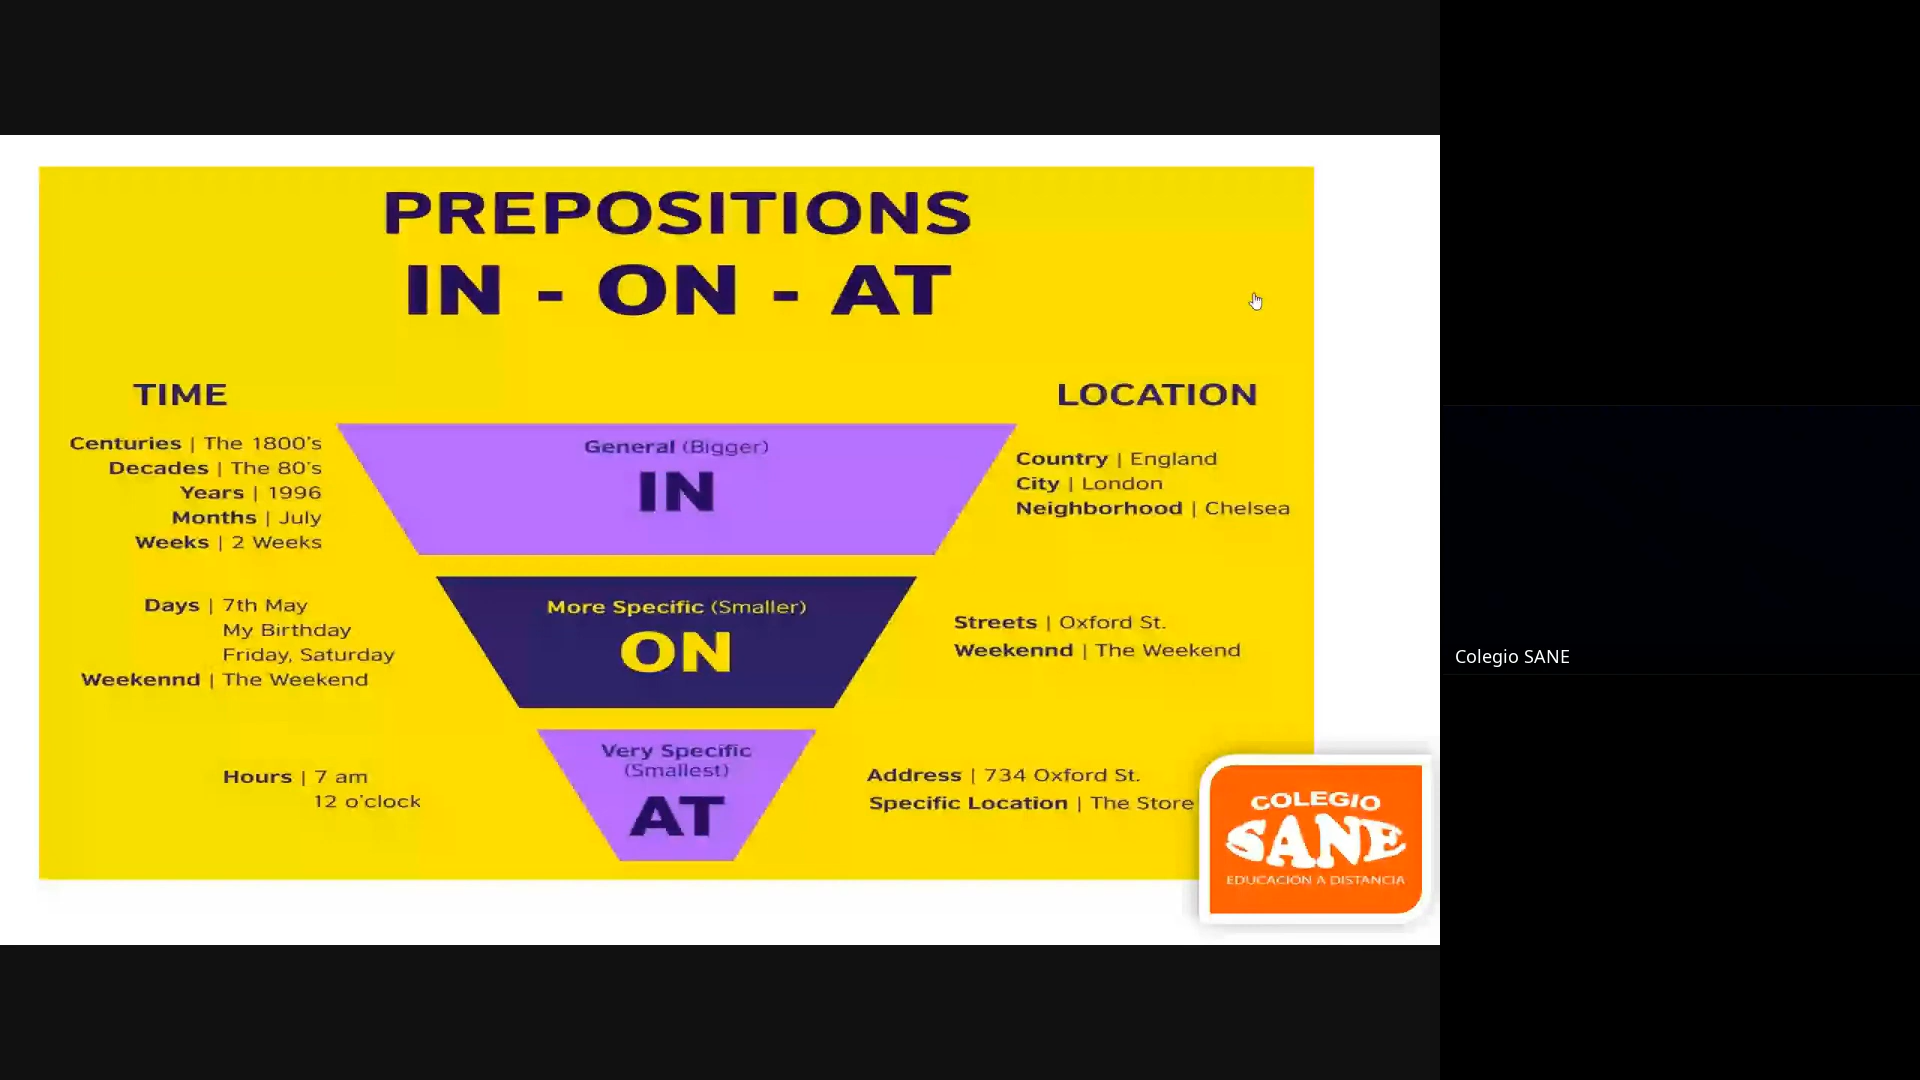 PREPOSITIONS
IN - ON - AT
TIME
LOCATION
Centuries | The 1800's
Decades | The 80's
Years | 1996
Months | July
Weeks | 2 Weeks
General (Bigger)
IN
Country | England
City | London
Neighborhood | Chelsea
Days | 7th May
My Birthday
Friday, Saturday
Weekennd | The Weekend
More Specific (Smaller)
ON
Streets | Oxford St.
Weekennd | The Weekend
Hours | 7 am
12 o'clock
Very Specific
(Smallest)
AT
Address | 734 Oxford St.
Specific Location | The Store
COLEGIO
SANE
EDUCACION A DISTANCIA
Colegio SANE